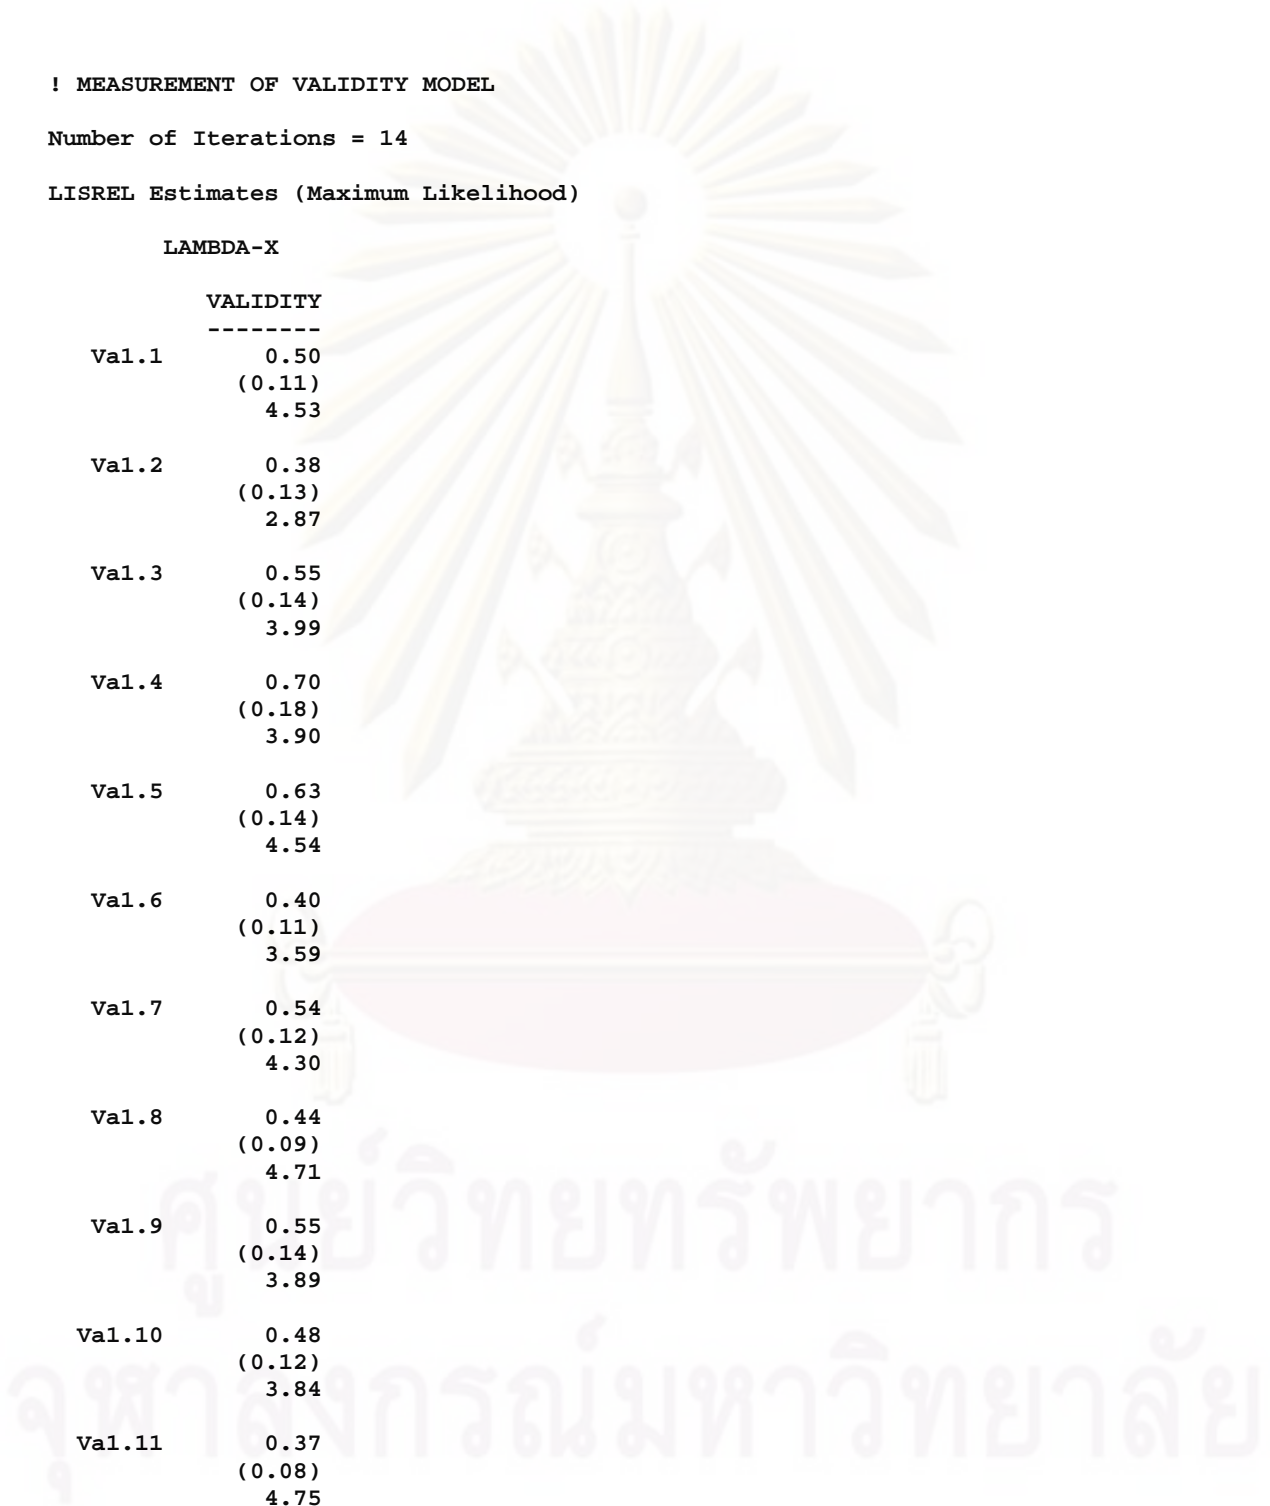 ! MEASUREMENT OF VALIDITY MODEL
Number of Iterations = 14
LISREL Estimates (Maximum Likelihood)
LAMBDA-X
VALIDITY
--------
Va1.1 0.50
(0.11)
4.53
Va1.2 0.38
(0.13)
2.87
Va1.3 0.55
(0.14)
3.99
Va1.4 0.70
(0.18)
3.90
Va1.5 0.63
(0.14)
4.54
Va1.6 0.40
(0.11)
3.59
Va1.7 0.54
(0.12)
4.30
Va1.8 0.44
(0.09)
4.71
Va1.9 0.55
(0.14)
3.89
Va1.10 0.48
(0.12)
3.84
Va1.11 0.37
(0.08)
4.75
ศูนย์วิทยทรัพยากร
จุฬาลงกรณ์มหาวิทยาลัย